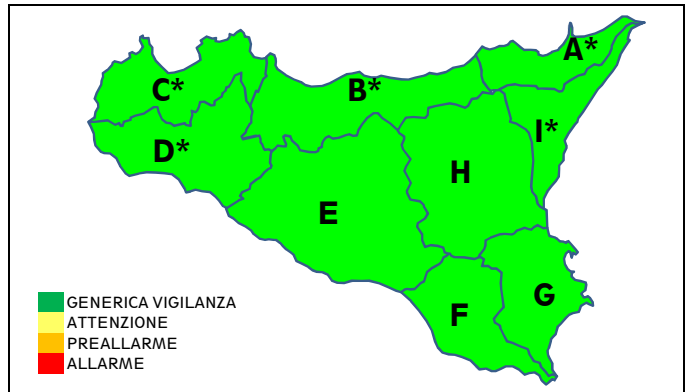 A*
C*
B*
I*
D*
H
E
G
F
GENERICA VIGILANZA
ATTENZIONE
PREALLARME
ALLARME